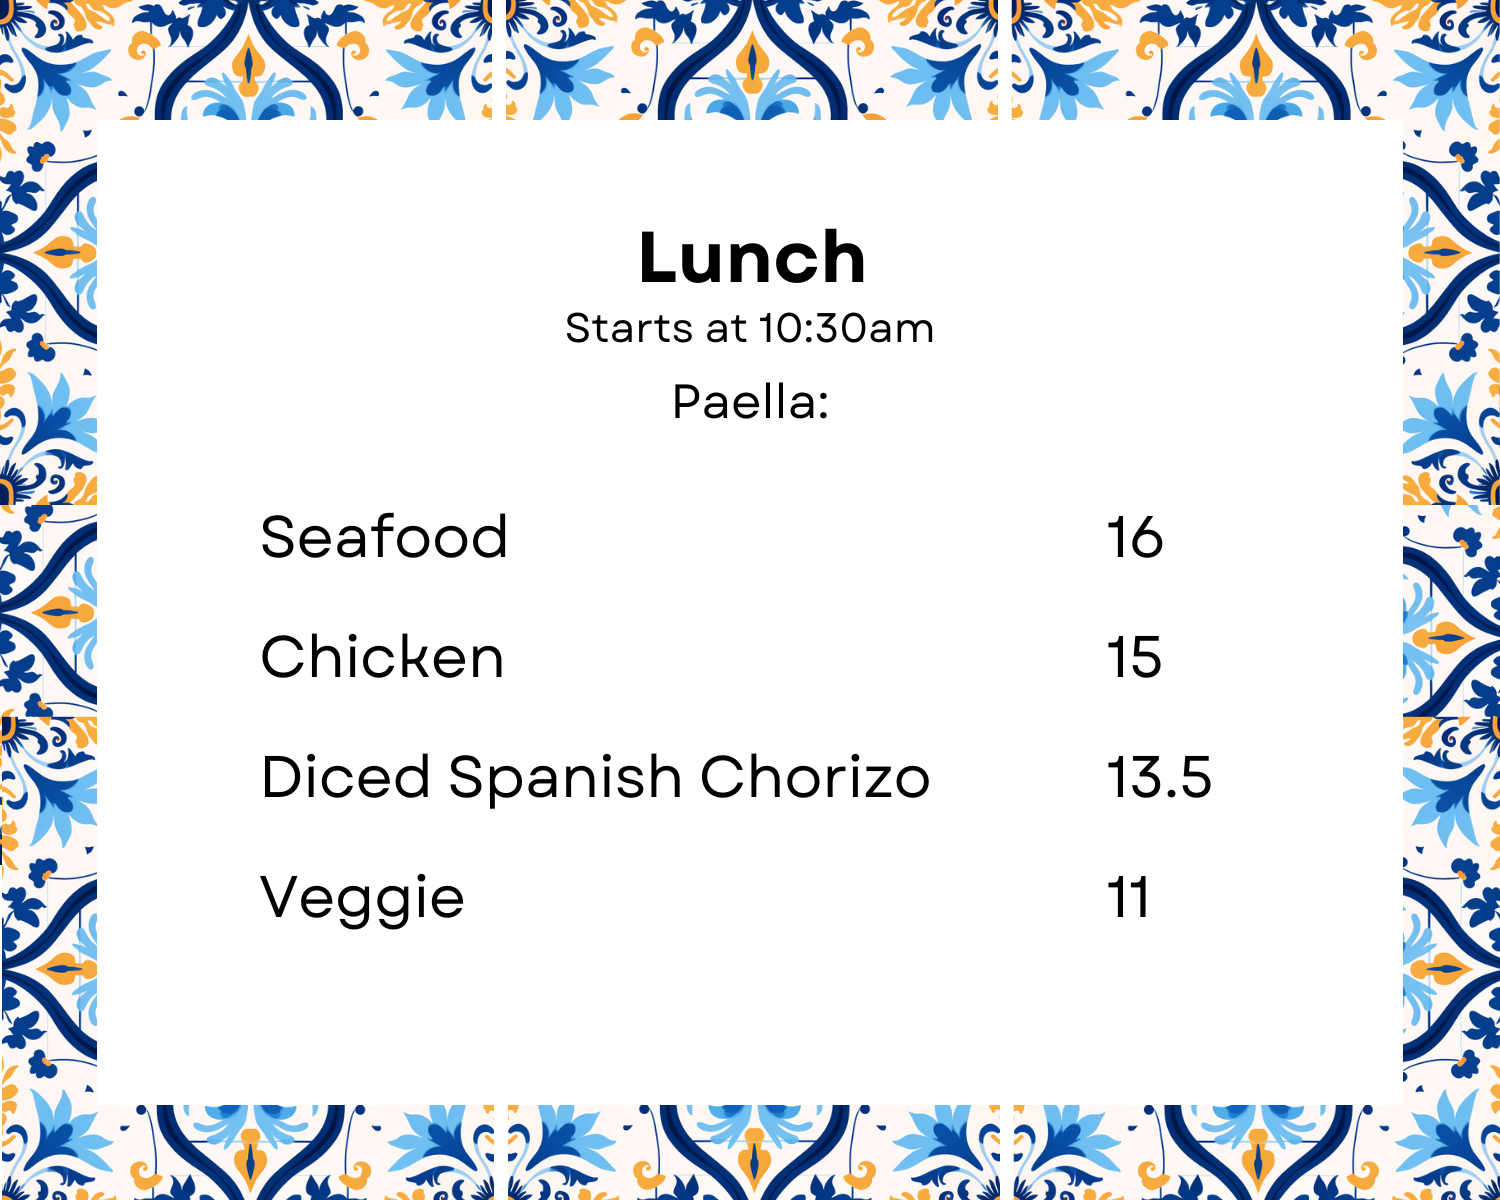 Lunch
Starts at 10:30am
Paella:
Seafood 16
Chicken 15
Diced Spanish Chorizo 13.5
Veggie 11